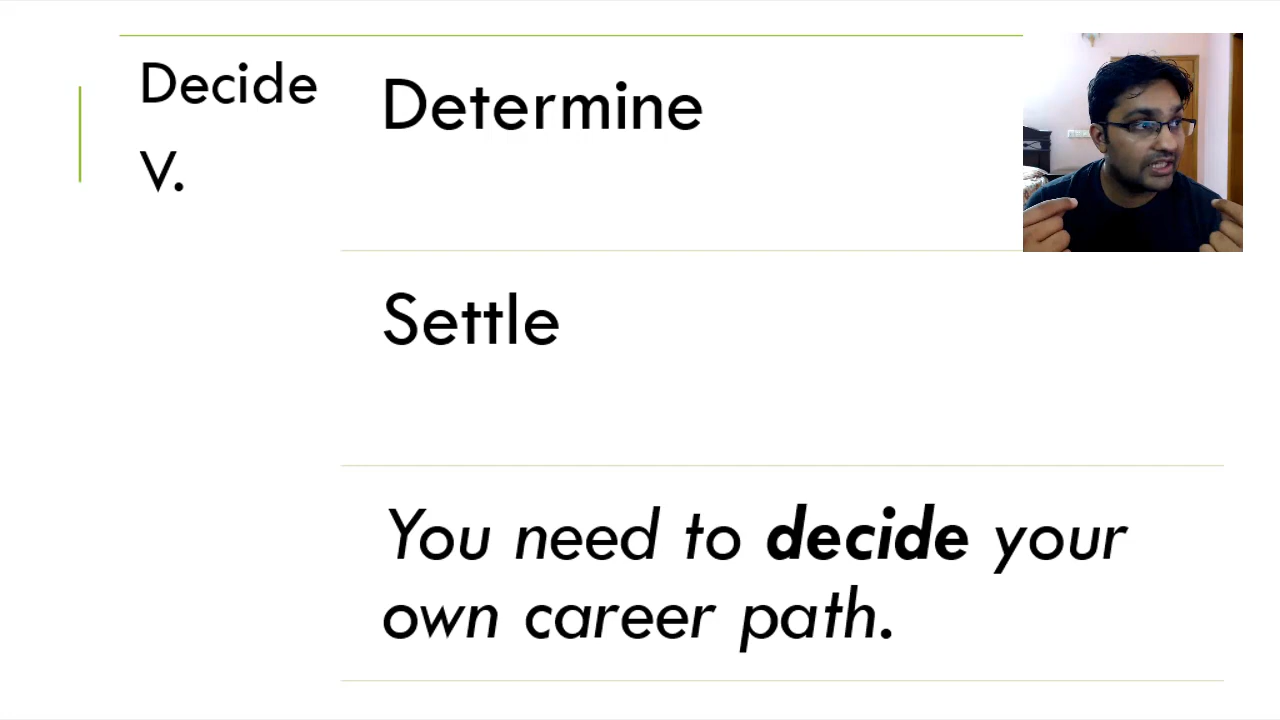 Decide
V.
Determine
Settle
You need to decide your
own career path.